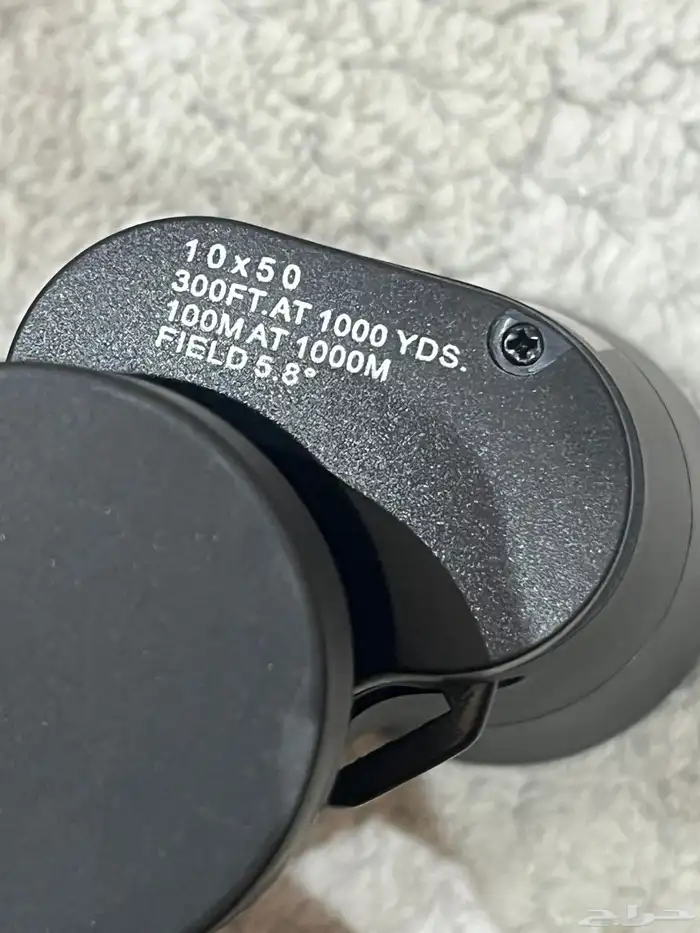 10x50
300FT.AT 1000 YDS.
100M AT 1000M
FIELD 5.8°
حراج